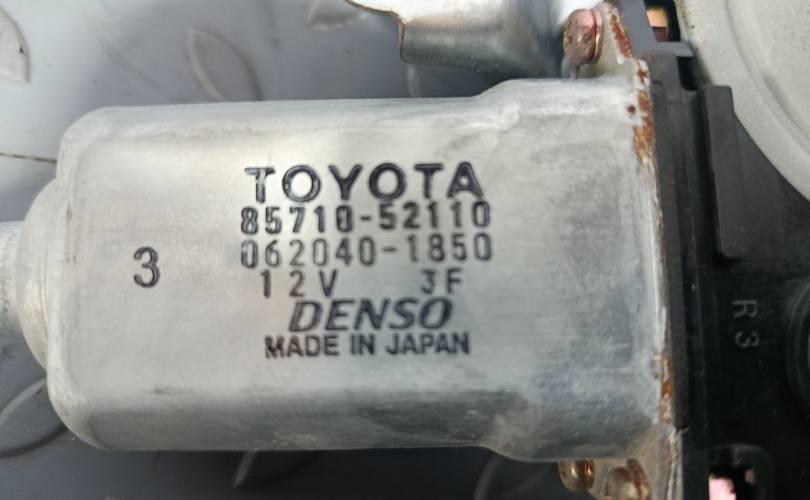 TOYOTA
85710-52110
062040-1850
3
12V 3F
DENSO
MADE IN JAPAN
R3